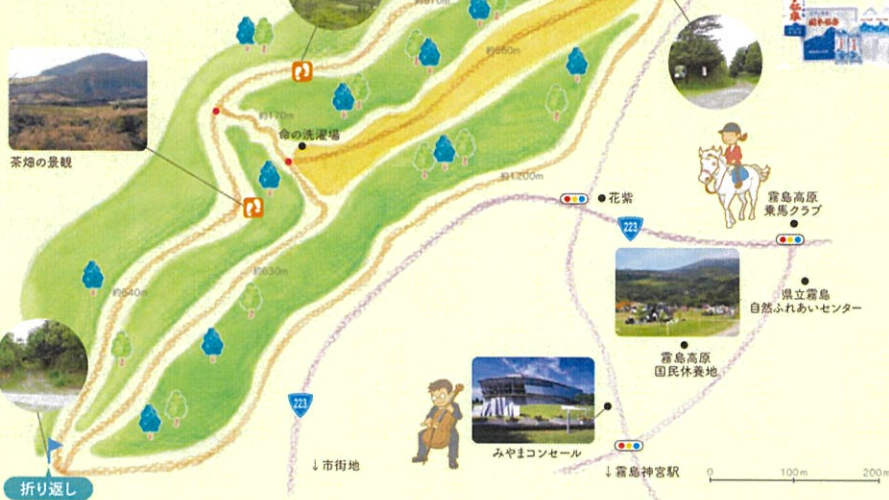 約660m
約170m
命の洗濯場
茶畑の景観
約1,200m
花紫
223
霧島高原
乗馬クラブ
約630m
約640m
県立霧島
自然ふれあいセンター
霧島高原
国民休養地
223
みやまコンセール
↓市街地
↓霧島神宮駅
0
100m
200m
折り返し